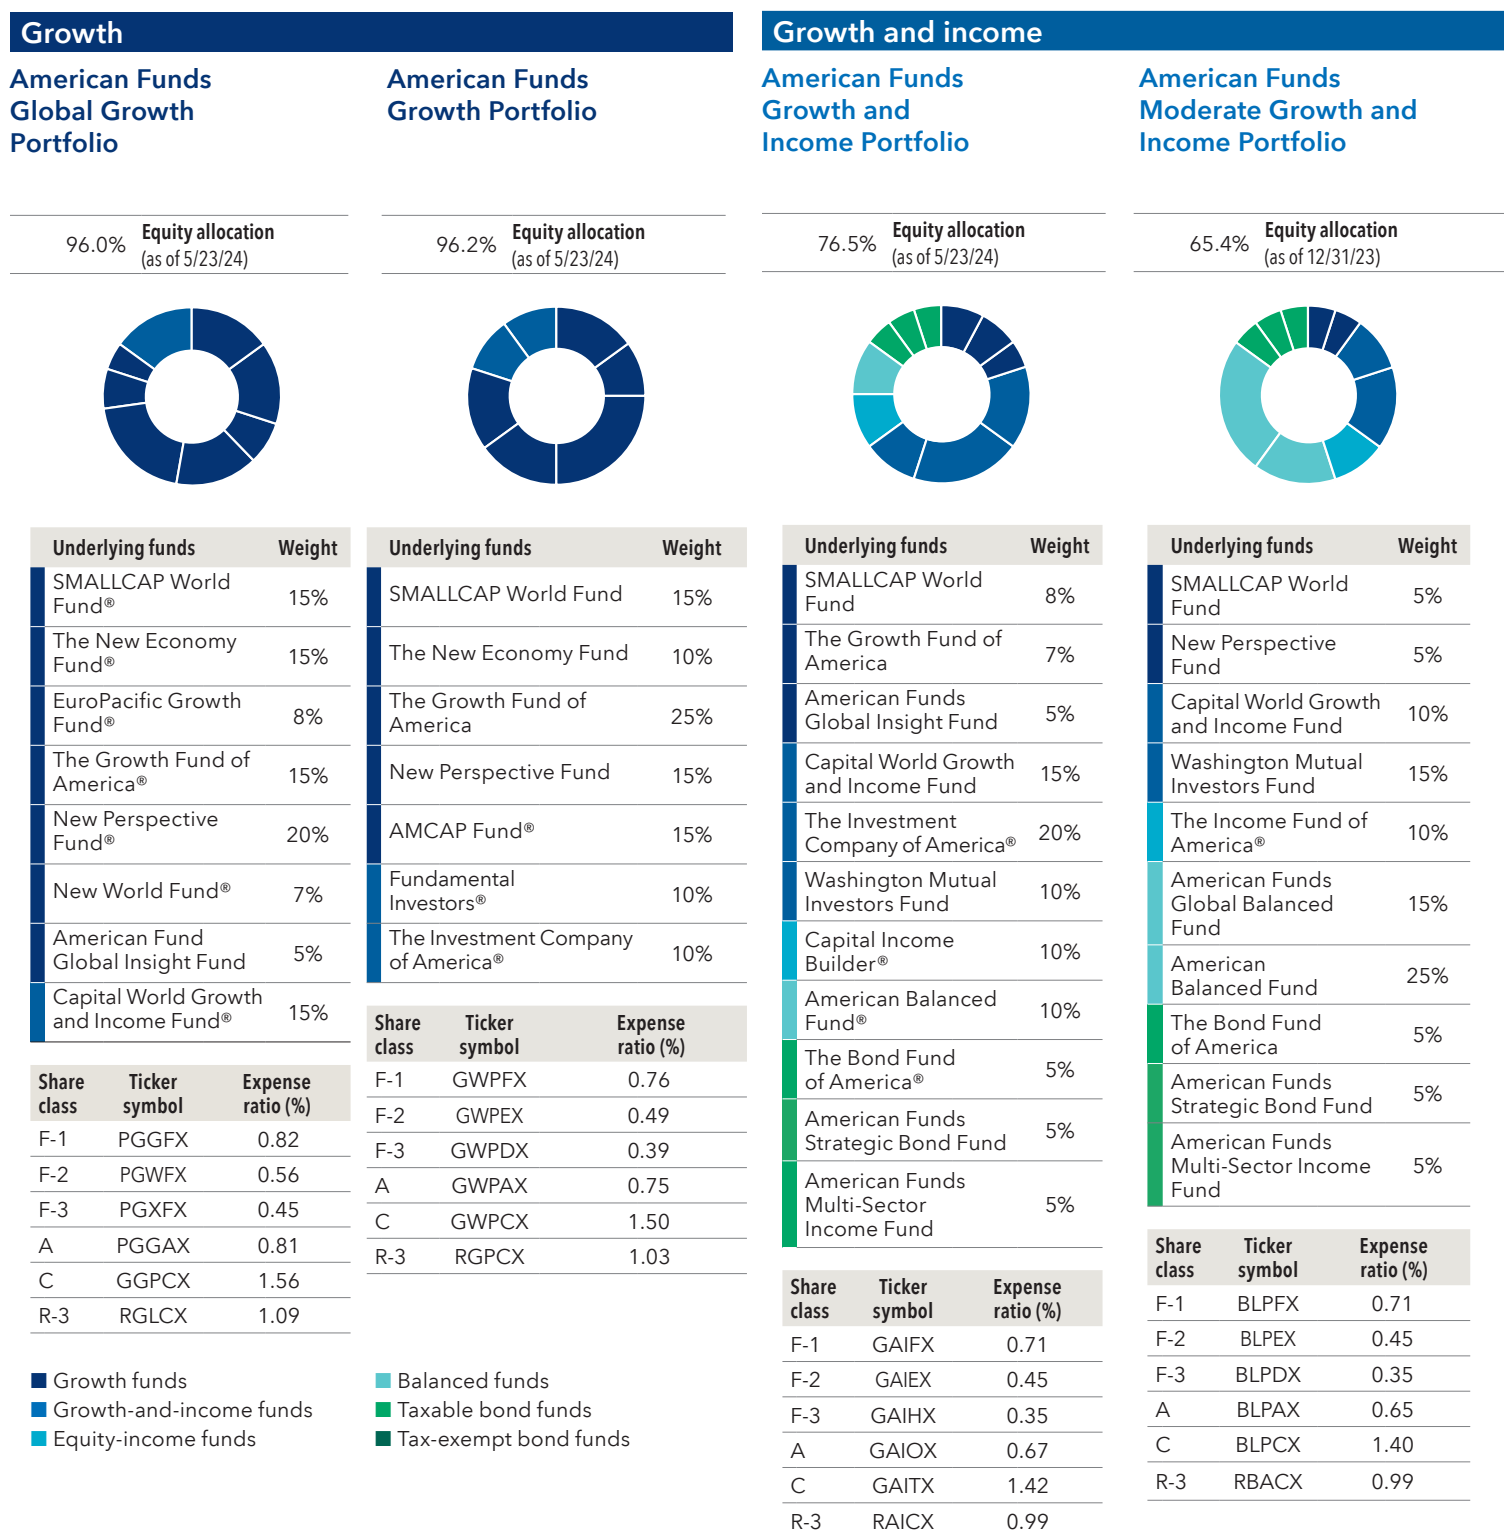 Growth
American Funds
Global Growth
Portfolio
96.0%
Equity allocation
(as of 5/23/24)
Underlying funds Weight
SMALLCAP World
Fund® 15%
The New Economy
Fund® 15%
EuroPacific Growth
Fund® 8%
The Growth Fund of
America® 15%
New Perspective
Fund® 20%
New World Fund® 7%
American Fund
Global Insight Fund 5%
Capital World Growth
and Income Fund® 15%
Share Ticker Expense
class symbol ratio (%)
F-1 PGGFX 0.82
F-2 PGWFX 0.56
F-3 PGXFX 0.45
A PGGAX 0.81
C GGPCX 1.56
R-3 RGLCX 1.09
American Funds
Growth Portfolio
96.2%
Equity allocation
(as of 5/23/24)
Underlying funds Weight
SMALLCAP World Fund 15%
The New Economy Fund 10%
The Growth Fund of
America 25%
New Perspective Fund 15%
AMCAP Fund® 15%
Fundamental
Investors® 10%
The Investment Company
of America® 10%
Share Ticker Expense
class symbol ratio (%)
F-1 GWPFX 0.76
F-2 GWPEX 0.49
F-3 GWPDX 0.39
A GWPAX 0.75
C GWPCX 1.50
R-3 RGPCX 1.03
Growth and income
American Funds
Growth and
Income Portfolio
76.5%
Equity allocation
(as of 5/23/24)
Underlying funds Weight
SMALLCAP World
Fund 8%
The Growth Fund of
America 7%
American Funds
Global Insight Fund 5%
Capital World Growth
and Income Fund 15%
The Investment
Company of America® 20%
Washington Mutual
Investors Fund 10%
Capital Income
Builder® 10%
American Balanced
Fund® 10%
The Bond Fund
of America® 5%
American Funds
Strategic Bond Fund 5%
American Funds
Multi-Sector
Income Fund 5%
Share Ticker Expense
class symbol ratio (%)
F-1 GAIFX 0.71
F-2 GAIEX 0.45
F-3 GAIHX 0.35
A GAIOX 0.67
C GAITX 1.42
R-3 RAICX 0.99
American Funds
Moderate Growth and
Income Portfolio
65.4%
Equity allocation
(as of 12/31/23)
Underlying funds Weight
SMALLCAP World
Fund 5%
New Perspective
Fund 5%
Capital World Growth
and Income Fund 10%
Washington Mutual
Investors Fund 15%
The Income Fund of
America® 10%
American Funds
Global Balanced
Fund 15%
American
Balanced Fund 25%
The Bond Fund
of America 5%
American Funds
Strategic Bond Fund 5%
American Funds
Multi-Sector Income
Fund 5%
Share Ticker Expense
class symbol ratio (%)
F-1 BLPFX 0.71
F-2 BLPEX 0.45
F-3 BLPDX 0.35
A BLPAX 0.65
C BLPCX 1.40
R-3 RBACX 0.99
Growth funds
Growth-and-income funds
Equity-income funds
Balanced funds
Taxable bond funds
Tax-exempt bond funds